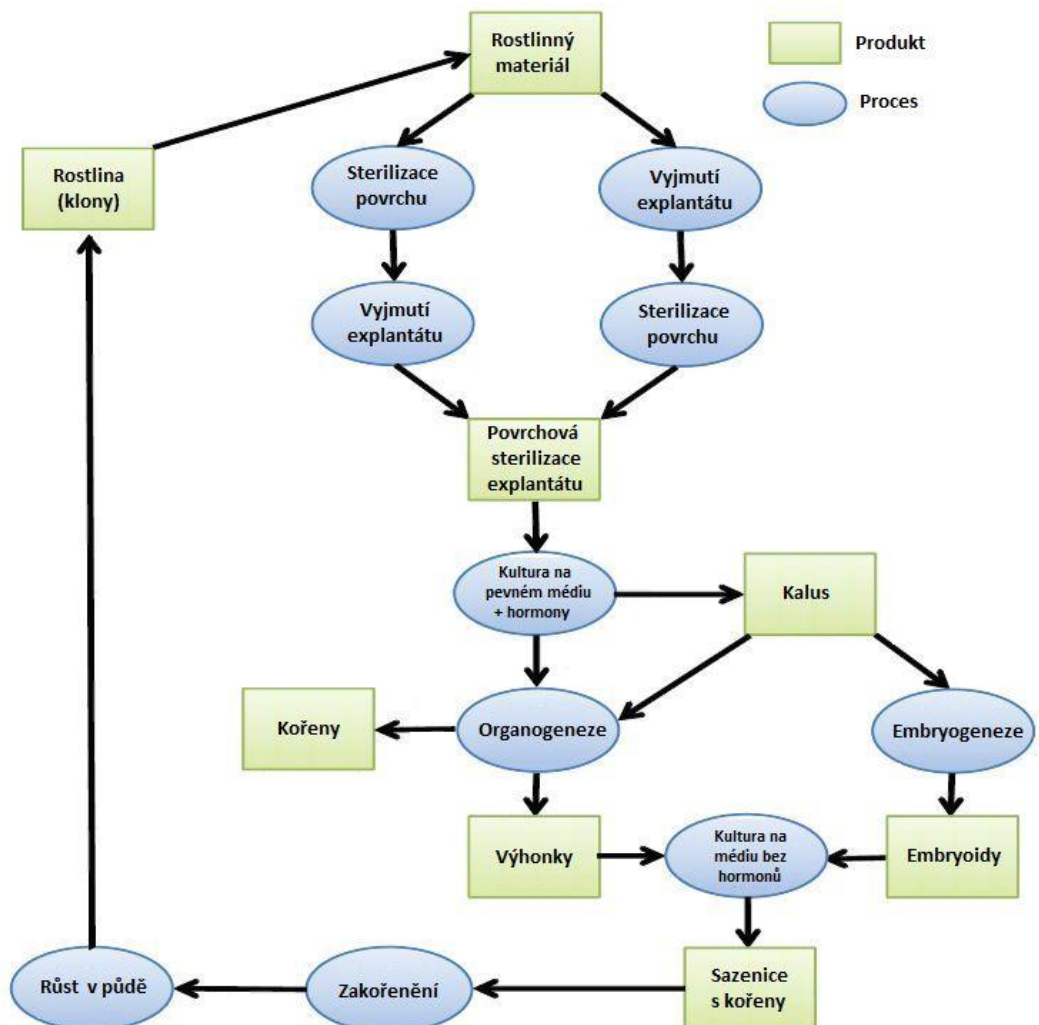 Rostlinný
materiál
Produkt
Proces
Rostlina
(klony)
Sterilizace
povrchu
Vyjmutí
explantátu
Vyjmutí
explantátu
Sterilizace
povrchu
Povrchová
sterilizace
explantátu
Kultura na
pevném médiu
+ hormony
Kalus
Kořeny
Organogeneze
Embryogeneze
Výhonky
Kultura na
médiu bez
hormonů
Embryoidy
Růst v půdě
Zakořenění
Sazenice
s kořeny